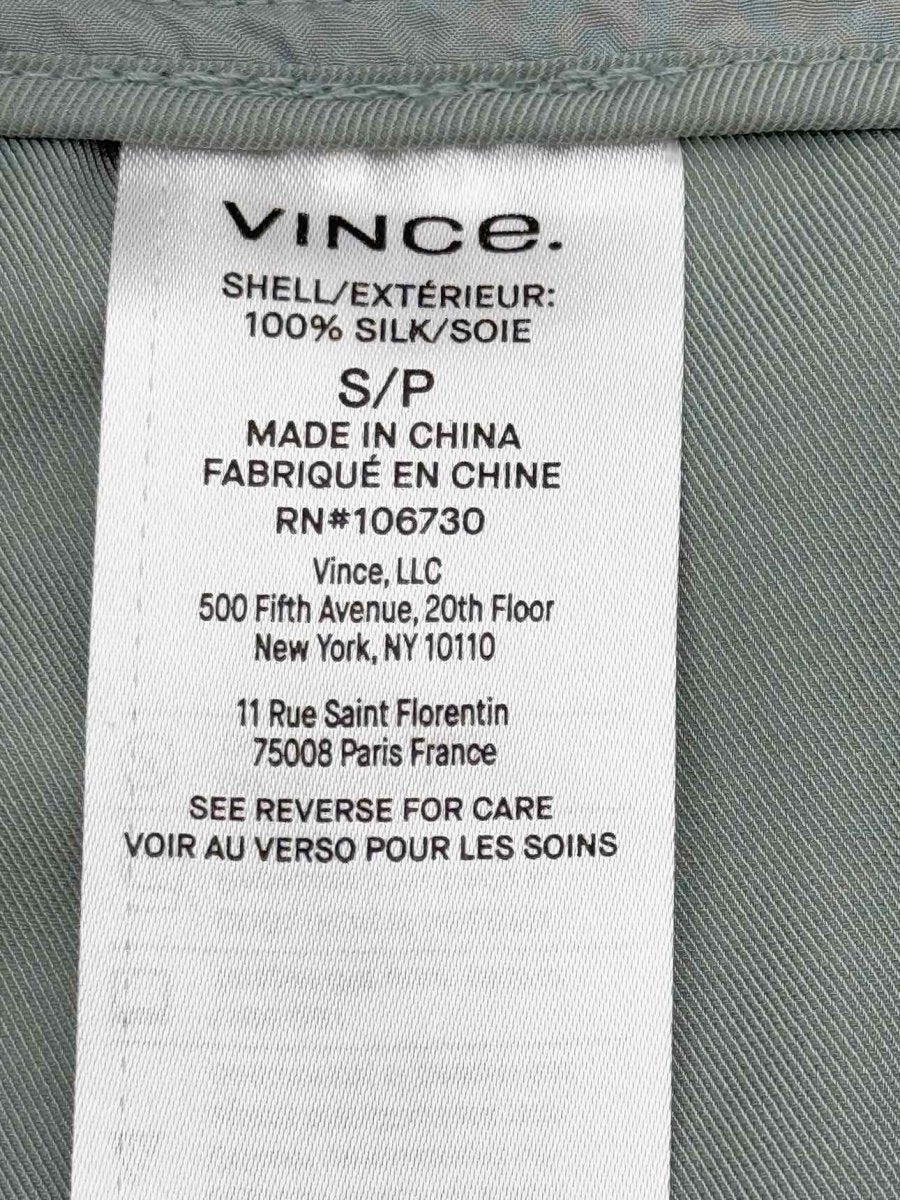 VINCE.
SHELL/EXTÉRIEUR:
100% SILK/SOIE
S/P
MADE IN CHINA
FABRIQUÉ EN CHINE
RN#106730
Vince, LLC
500 Fifth Avenue, 20th Floor
New York, NY 10110
11 Rue Saint Florentin
75008 Paris France
SEE REVERSE FOR CARE
VOIR AU VERSO POUR LES SOINS